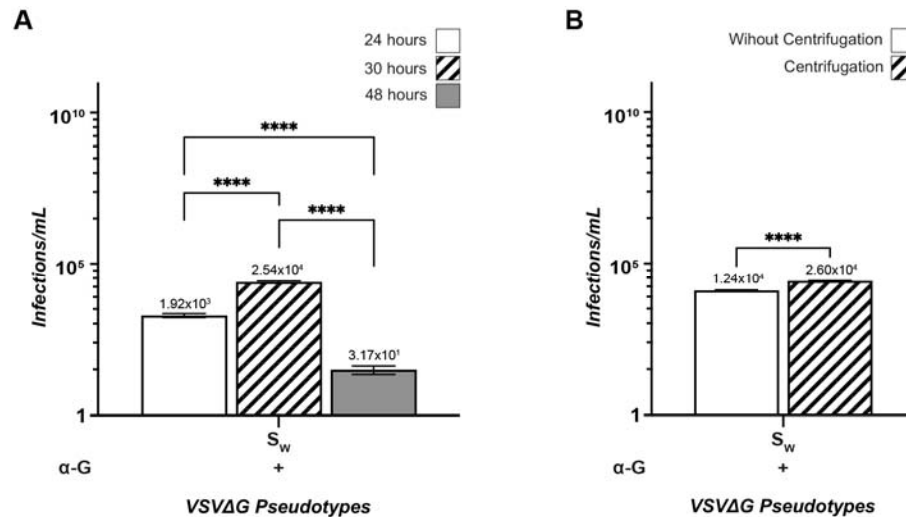 A
24 hours
30 hours
48 hours
Infections/mL
10¹⁰
10⁵
1
****
****
****
1.92x10³
2.54x10⁴
3.17x10¹
S_W
α-G
+
VSVΔG Pseudotypes
B
Wihout Centrifugation
Centrifugation
Infections/mL
10¹⁰
10⁵
1
****
1.24x10⁴
2.60x10⁴
S_W
+
VSVΔG Pseudotypes